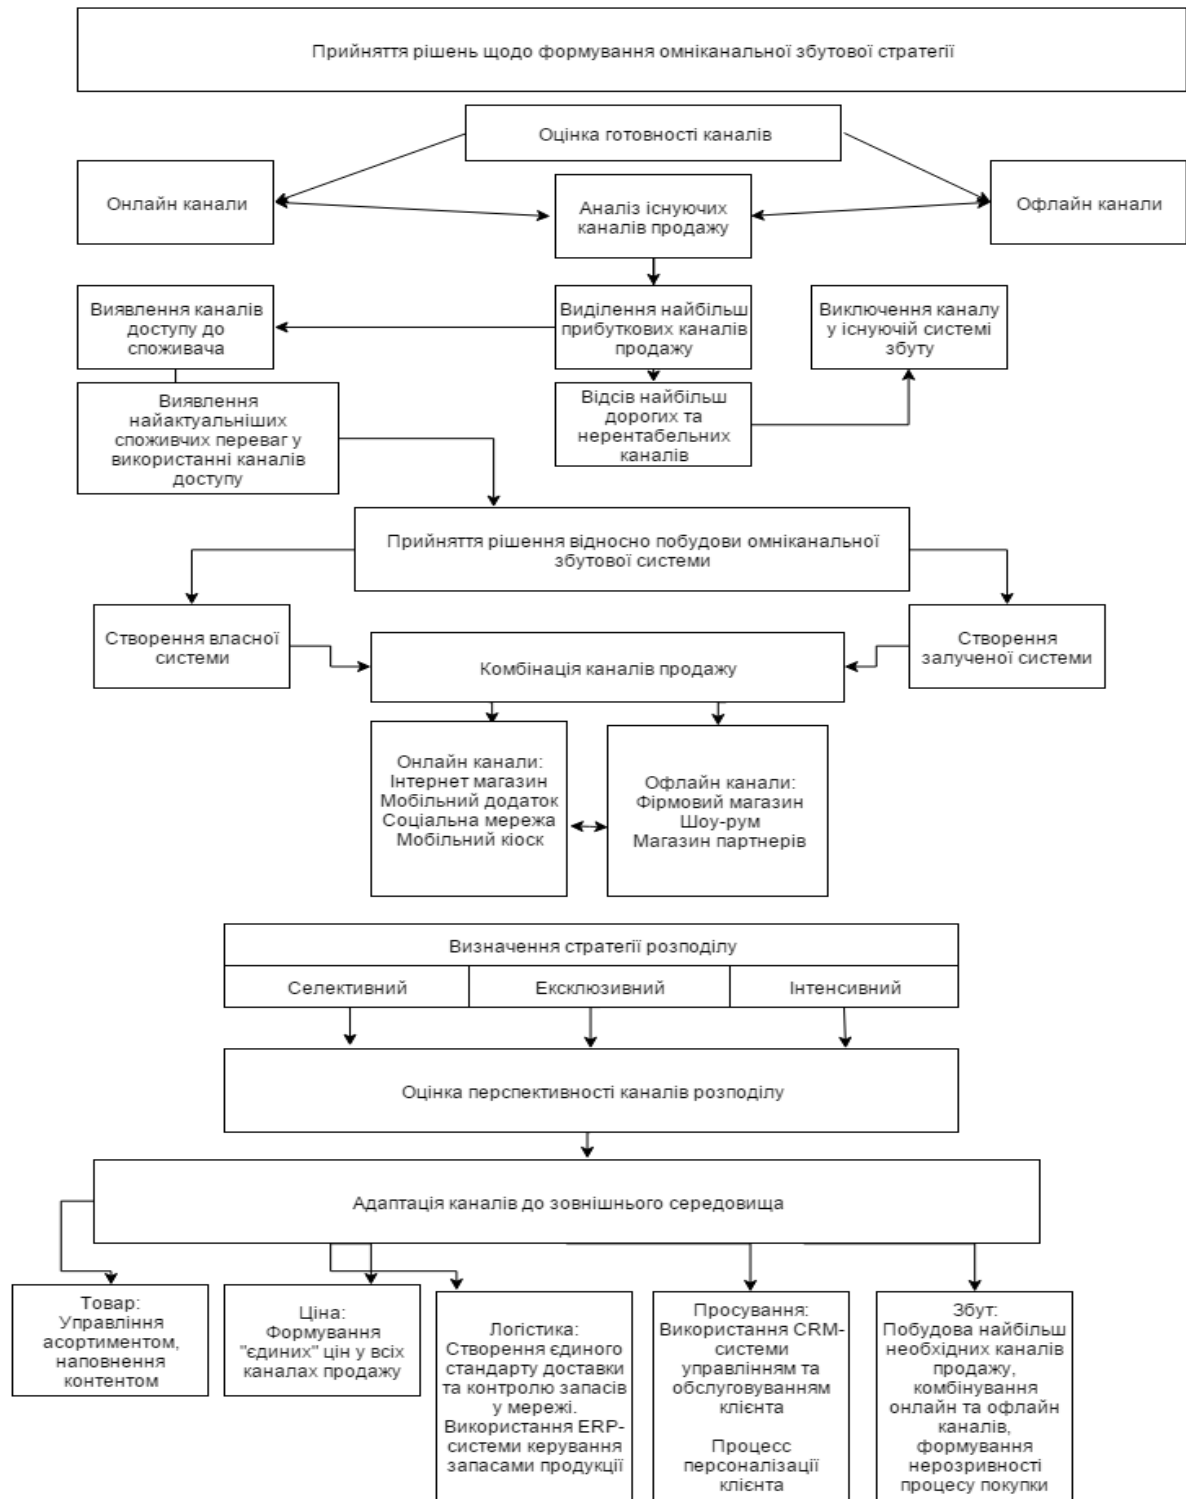 Прийняття рішень щодо формування омніканальної збутової стратегії
Оцінка готовності каналів
Онлайн канали
Аналіз існуючих
каналів продажу
Офлайн канали
Виявлення каналів
доступу до
споживача
Виділення найбільш
прибуткових каналів
продажу
Виключення каналу
у існуючій системі
збуту
Виявлення
найактуальніших
споживчих переваг у
використанні каналів
доступу
Відсів найбільш
дорогих та
нерентабельних
каналів
Прийняття рішення відносно побудови омніканальної
збутової системи
Створення власної
системи
Комбінація каналів продажу
Створення
залученої системи
Онлайн канали:
Інтернет магазин
Мобільний додаток
Соціальна мережа
Мобільний кіоск
Офлайн канали:
Фірмовий магазин
Шоу-рум
Магазин партнерів
Визначення стратегії розподілу
Селективний
Ексклюзивний
Інтенсивний
Оцінка перспективності каналів розподілу
Адаптація каналів до зовнішнього середовища
Товар:
Управління
асортиментом,
наповнення
контентом
Ціна:
Формування
"єдиних" цін у всіх
каналах продажу
Логістика:
Створення єдиного
стандарту доставки
та контролю запасів
у мережі.
Використання ERP-
системи керування
запасами продукції
Просування:
Використання CRM-
системи
управлінням та
обслуговуванням
клієнта
Процесс
персоналізації
клієнта
Збут:
Побудова найбільш
необхідних каналів
продажу,
комбінування
онлайн та офлайн
каналів,
формування
нерозривності
процесу покупки